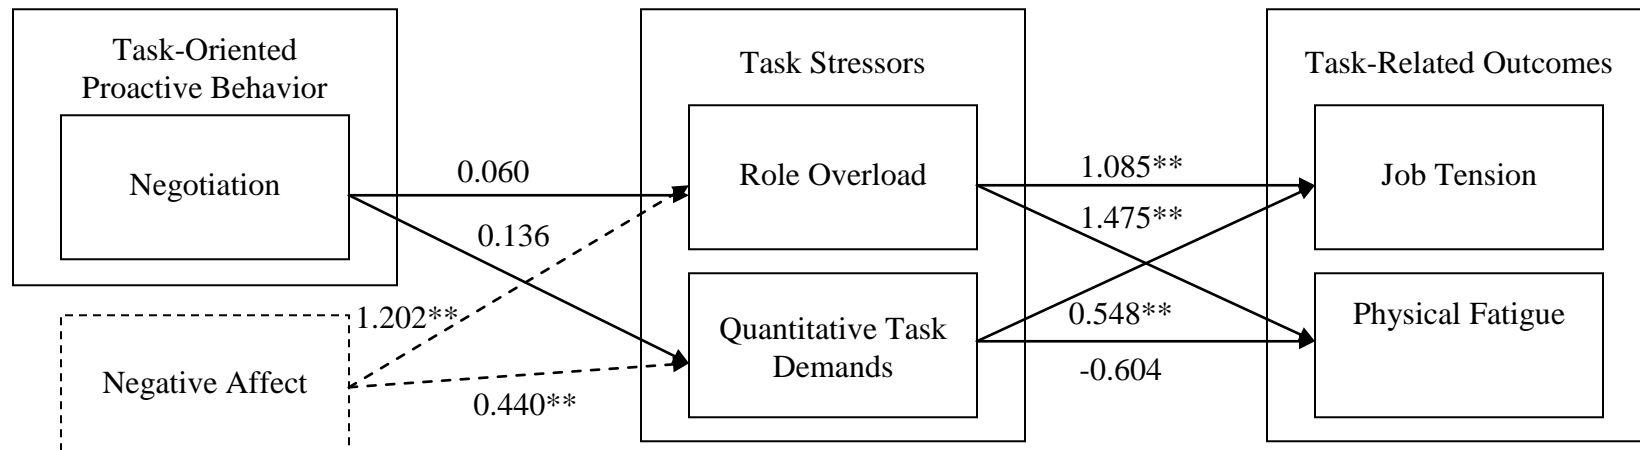 Task-Oriented
Proactive Behavior
Negotiation
Negative Affect
0.060
0.136
1.202**
0.440**
Task Stressors
Role Overload
Quantitative Task
Demands
1.085**
1.475**
0.548**
-0.604
Task-Related Outcomes
Job Tension
Physical Fatigue